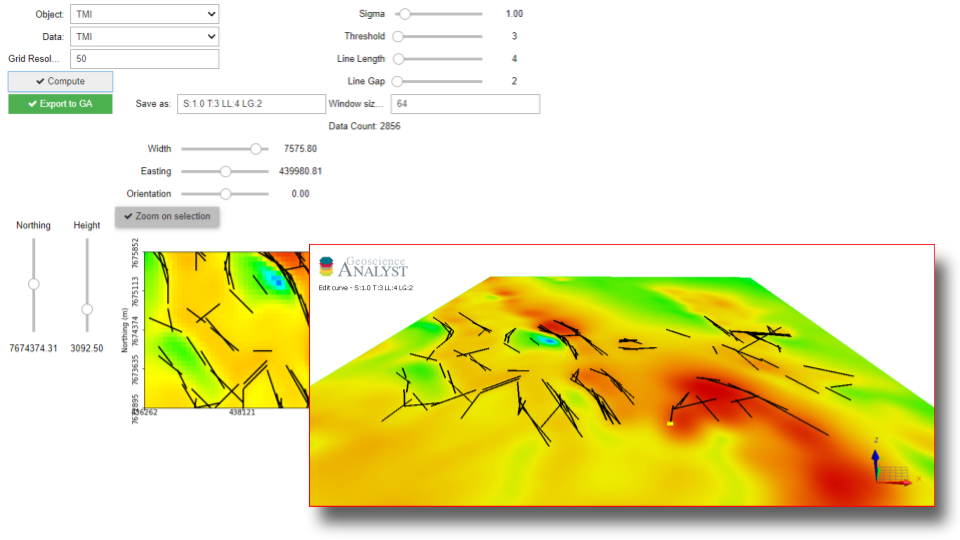 Object: TMI
Data: TMI
Grid Resol... 50
✔ Compute
✔ Export to GA
Save as: S:1.0 T:3 LL:4 LG:2
Sigma 1.00
Threshold 3
Line Length 4
Line Gap 2
Window siz... 64
Data Count: 2856
Width 7575.80
Easting 439980.81
Orientation 0.00
✔ Zoom on selection
Northing Height
7674374.31 3092.50
Northing (m)
7675852
7675113
7674374
7673635
438121
Geoscience
ANALYST
Edit curve - S:1.0 T:3 LL:4 LG:2
Z
X